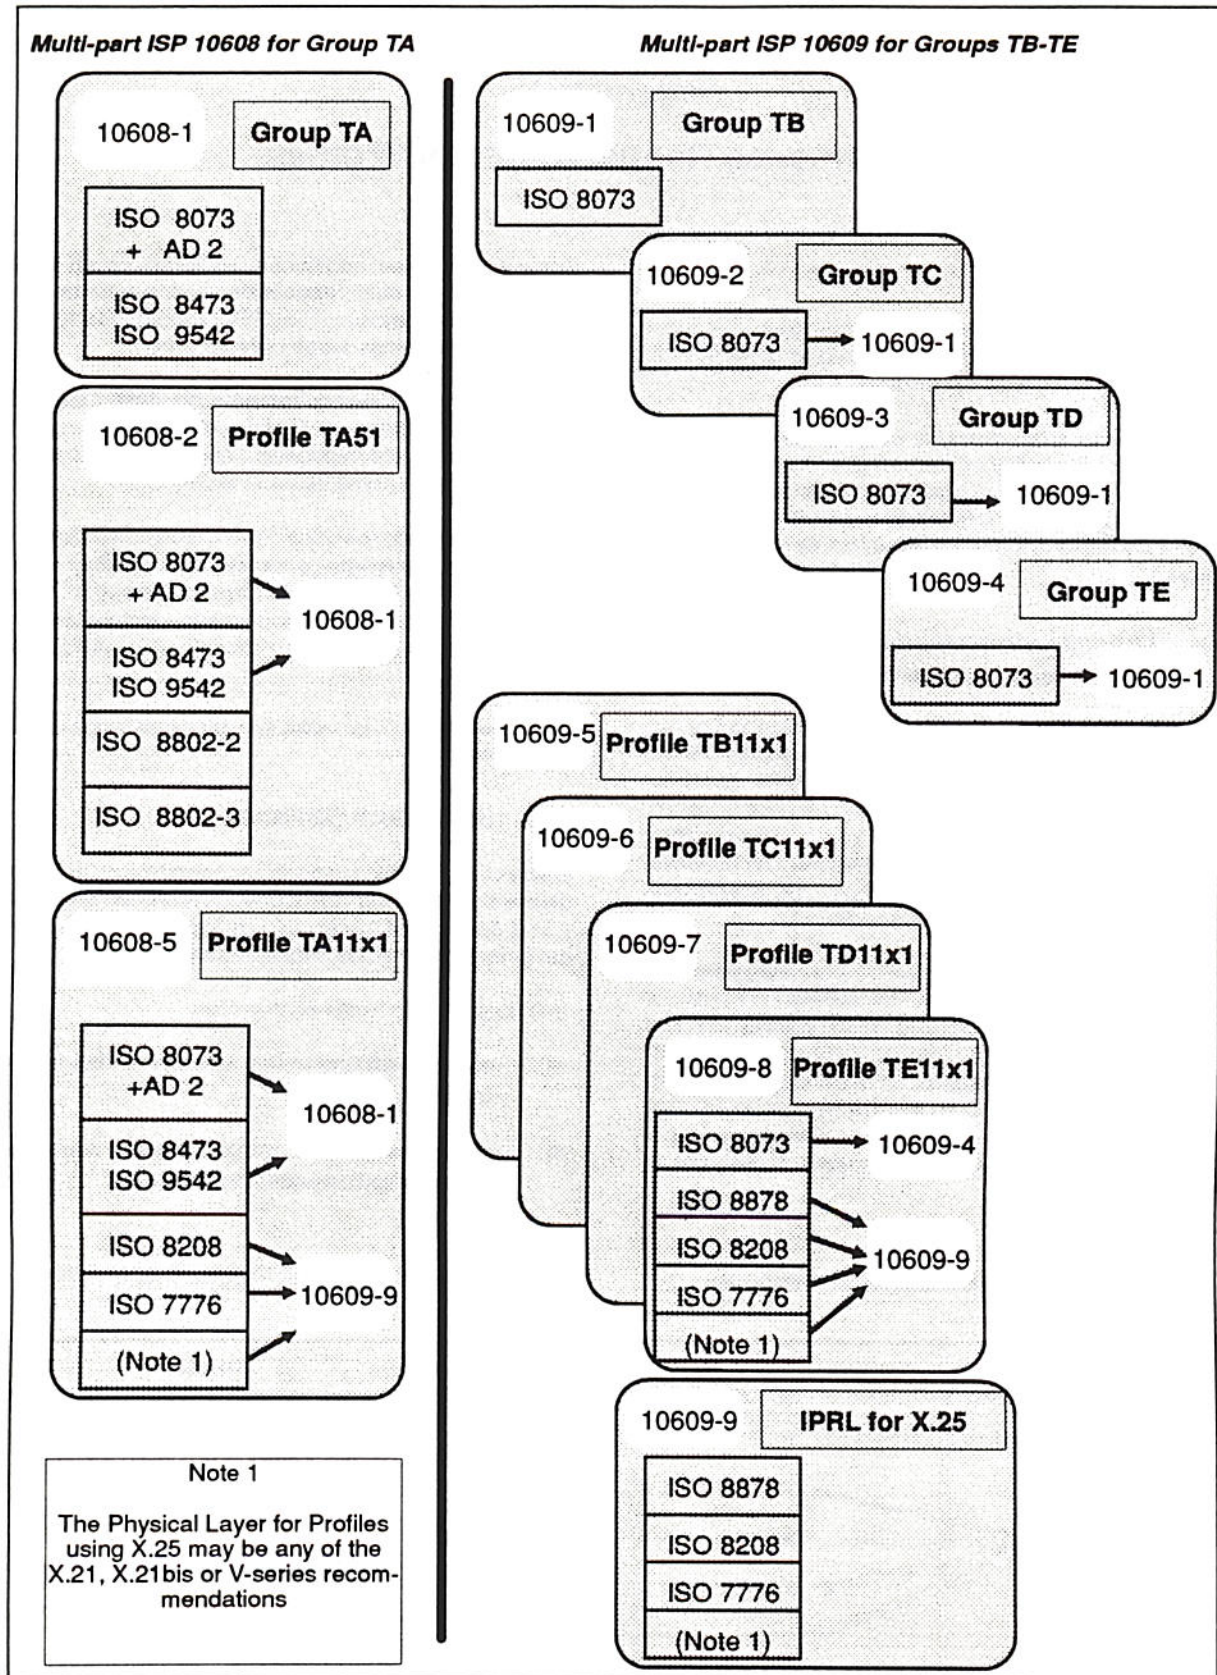 Multi-part ISP 10608 for Group TA
10608-1
Group TA
ISO 8073
+ AD 2
ISO 8473
ISO 9542
10608-2
Profile TA51
ISO 8073
+ AD 2
10608-1
ISO 8473
ISO 9542
ISO 8802-2
ISO 8802-3
10608-5
Profile TA11x1
ISO 8073
+AD 2
10608-1
ISO 8473
ISO 9542
ISO 8208
10609-9
ISO 7776
(Note 1)
Note 1
The Physical Layer for Profiles
using X.25 may be any of the
X.21, X.21bis or V-series recom-
mendations
Multi-part ISP 10609 for Groups TB-TE
10609-1
Group TB
ISO 8073
10609-2
Group TC
ISO 8073
10609-1
10609-3
Group TD
ISO 8073
10609-1
10609-4
Group TE
ISO 8073
10609-1
10609-5
Profile TB11x1
10609-6
Profile TC11x1
10609-7
Profile TD11x1
10609-8
Profile TE11x1
ISO 8073
10609-4
ISO 8878
ISO 8208
10609-9
ISO 7776
(Note 1)
10609-9
IPRL for X.25
ISO 8878
ISO 8208
ISO 7776
(Note 1)